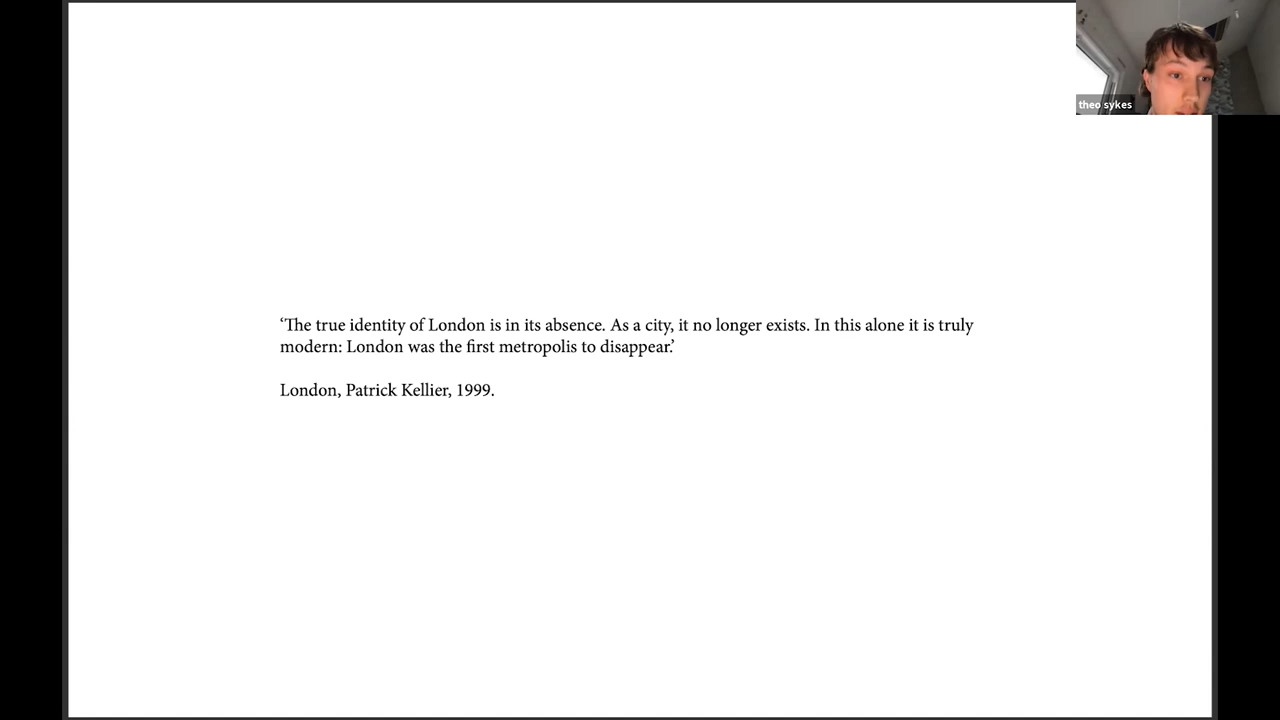 theo sykes
‘The true identity of London is in its absence. As a city, it no longer exists. In this alone it is truly
modern: London was the first metropolis to disappear.’
London, Patrick Kellier, 1999.